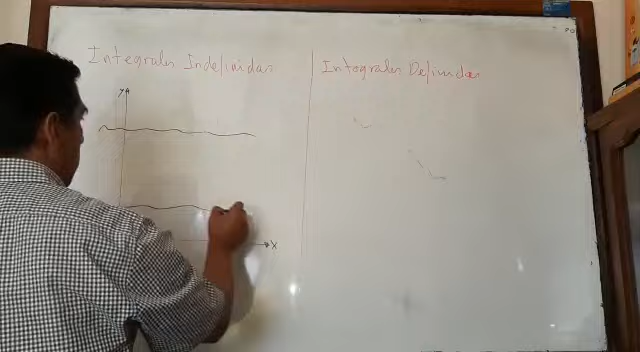 Integrales Indefinidas
Integrales Definidas
y
x